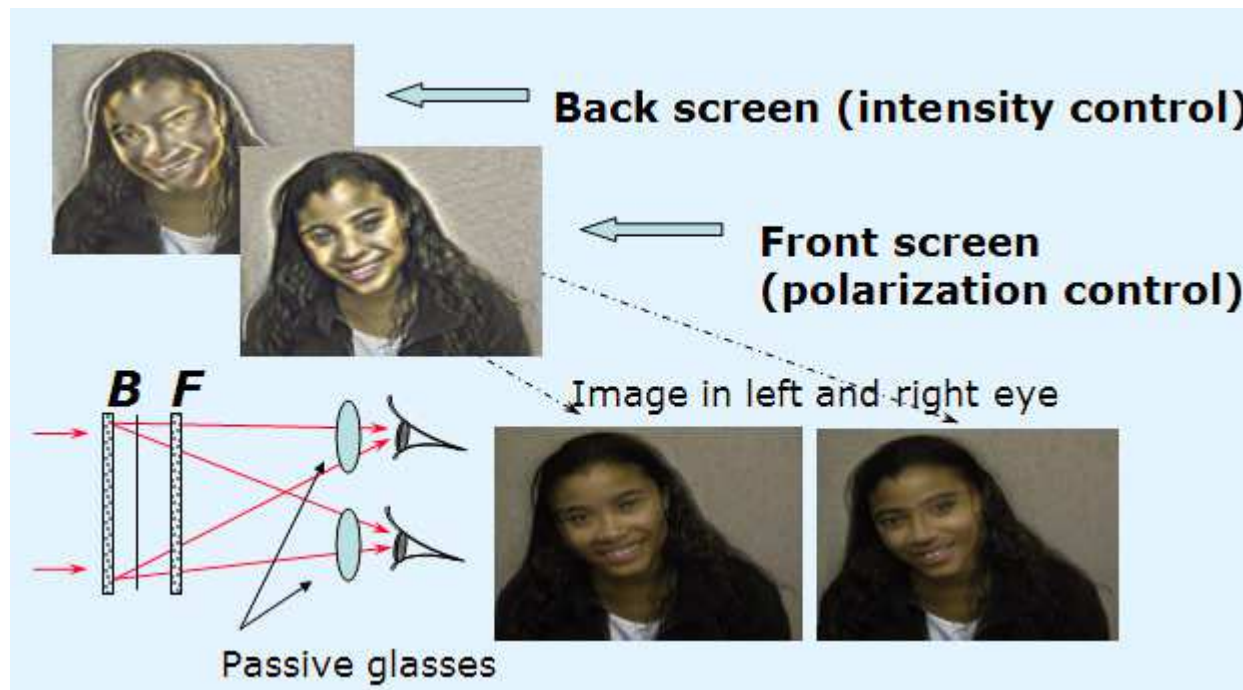 Back screen (intensity control)
Front screen
(polarization control)
B F
Image in left and right eye
Passive glasses